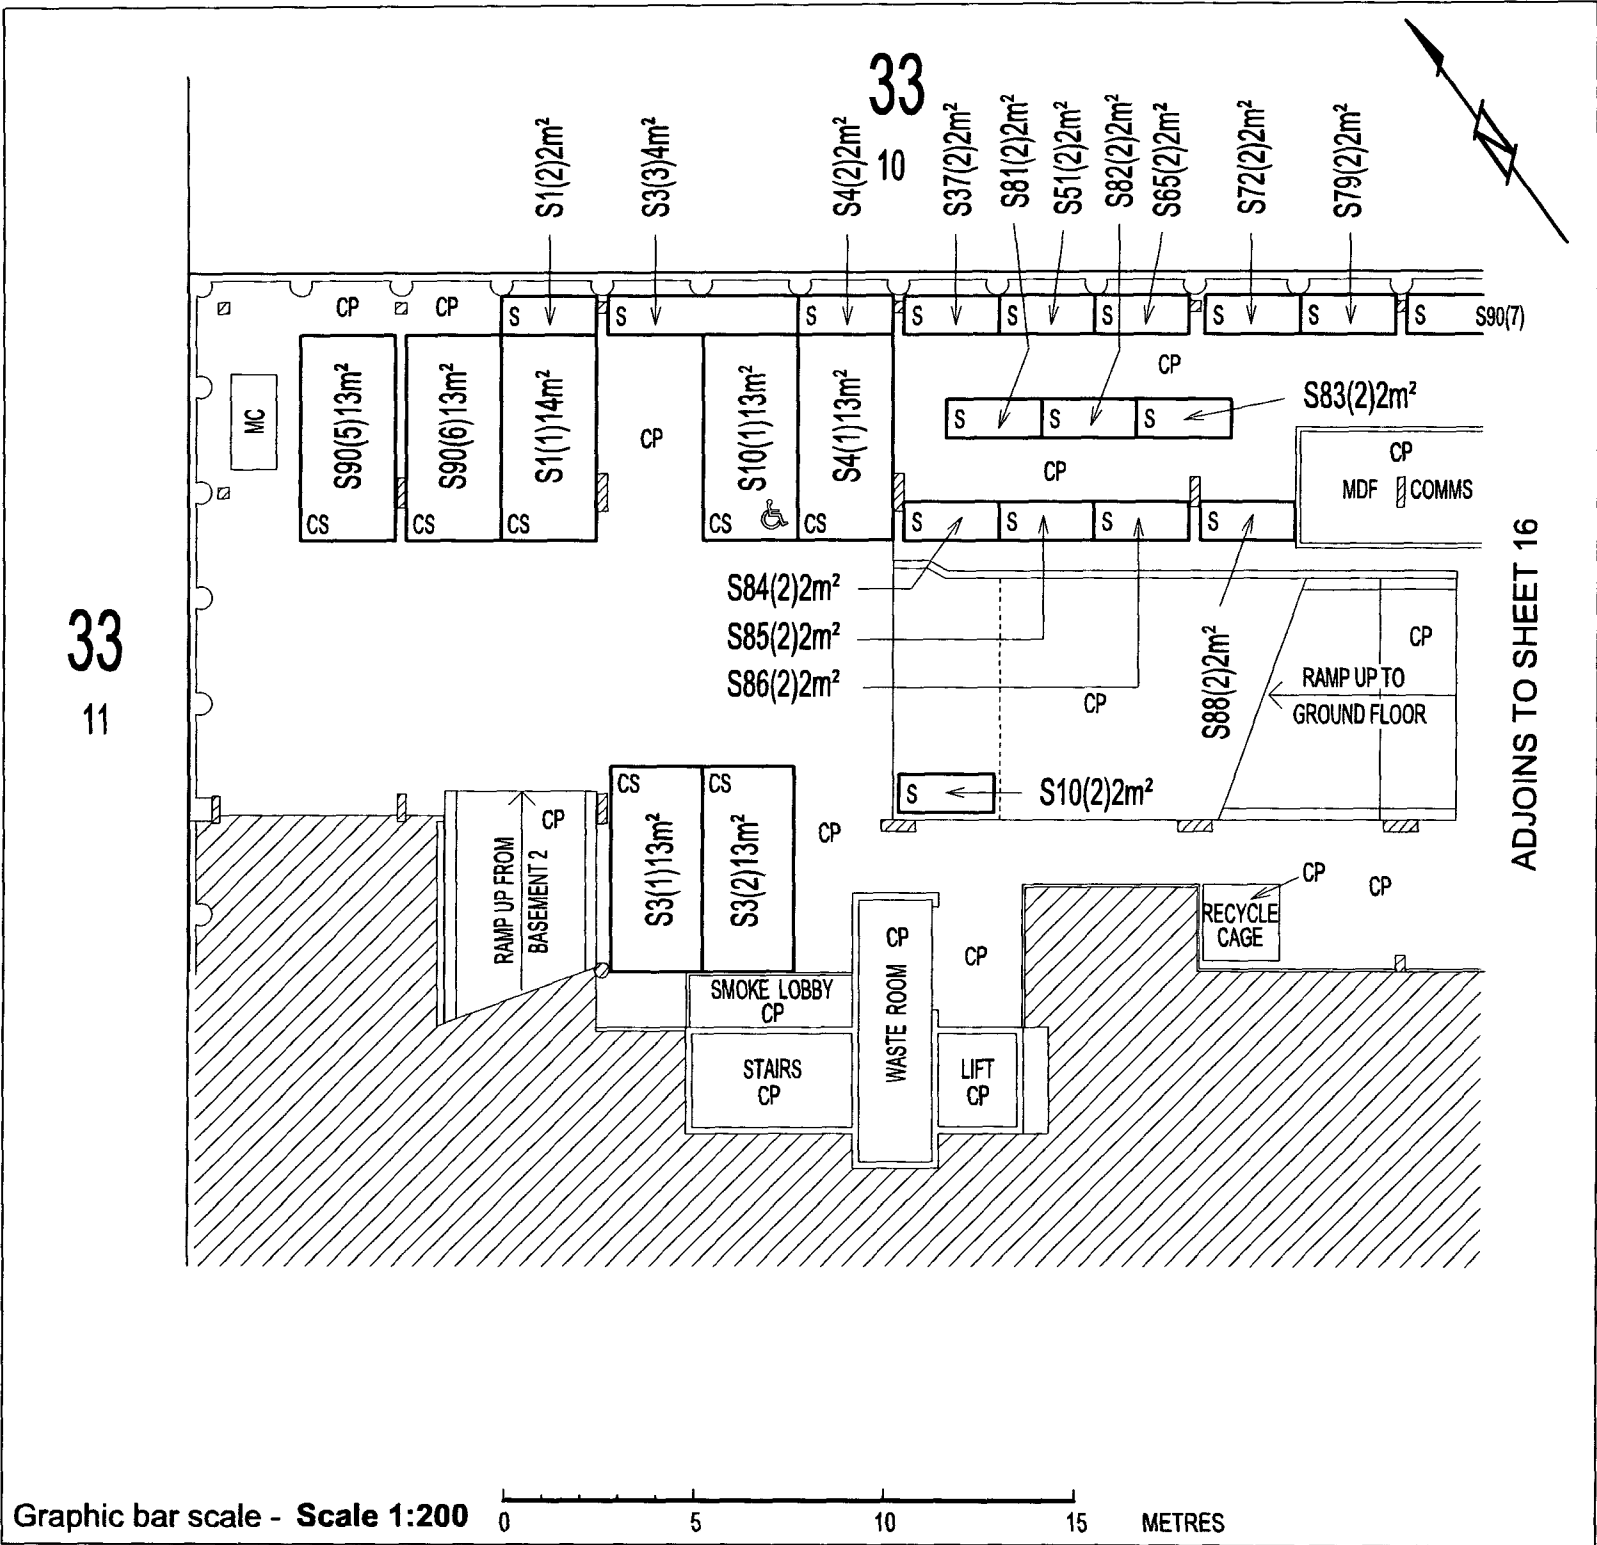 33
10
S1(2)2m²
S3(3)4m²
S4(2)2m²
S37(2)2m²
S81(2)2m²
S51(2)2m²
S82(2)2m²
S65(2)2m²
S72(2)2m²
S79(2)2m²
N
CP
CP
S
S
S
S
S
S
S
S
S
S90(7)
MC
S90(5)13m²
CS
S90(6)13m²
CS
S1(1)14m²
CS
CP
S10(1)13m²
CS
S4(1)13m²
CS
CP
S
S
S
S83(2)2m²
CP
CP
MDF
COMMS
S
S
S
S
S84(2)2m²
S85(2)2m²
S86(2)2m²
S88(2)2m²
33
11
CP
CP
RAMP UP TO
GROUND FLOOR
ADJOINS TO SHEET 16
S
S10(2)2m²
CS
S3(1)13m²
CS
S3(2)13m²
CP
CP
RAMP UP FROM
BASEMENT 2
CP
CP
RECYCLE
CAGE
CP
WASTE ROOM
CP
SMOKE LOBBY
CP
STAIRS
CP
LIFT
CP
Graphic bar scale - Scale 1:200
0 5 10 15 METRES